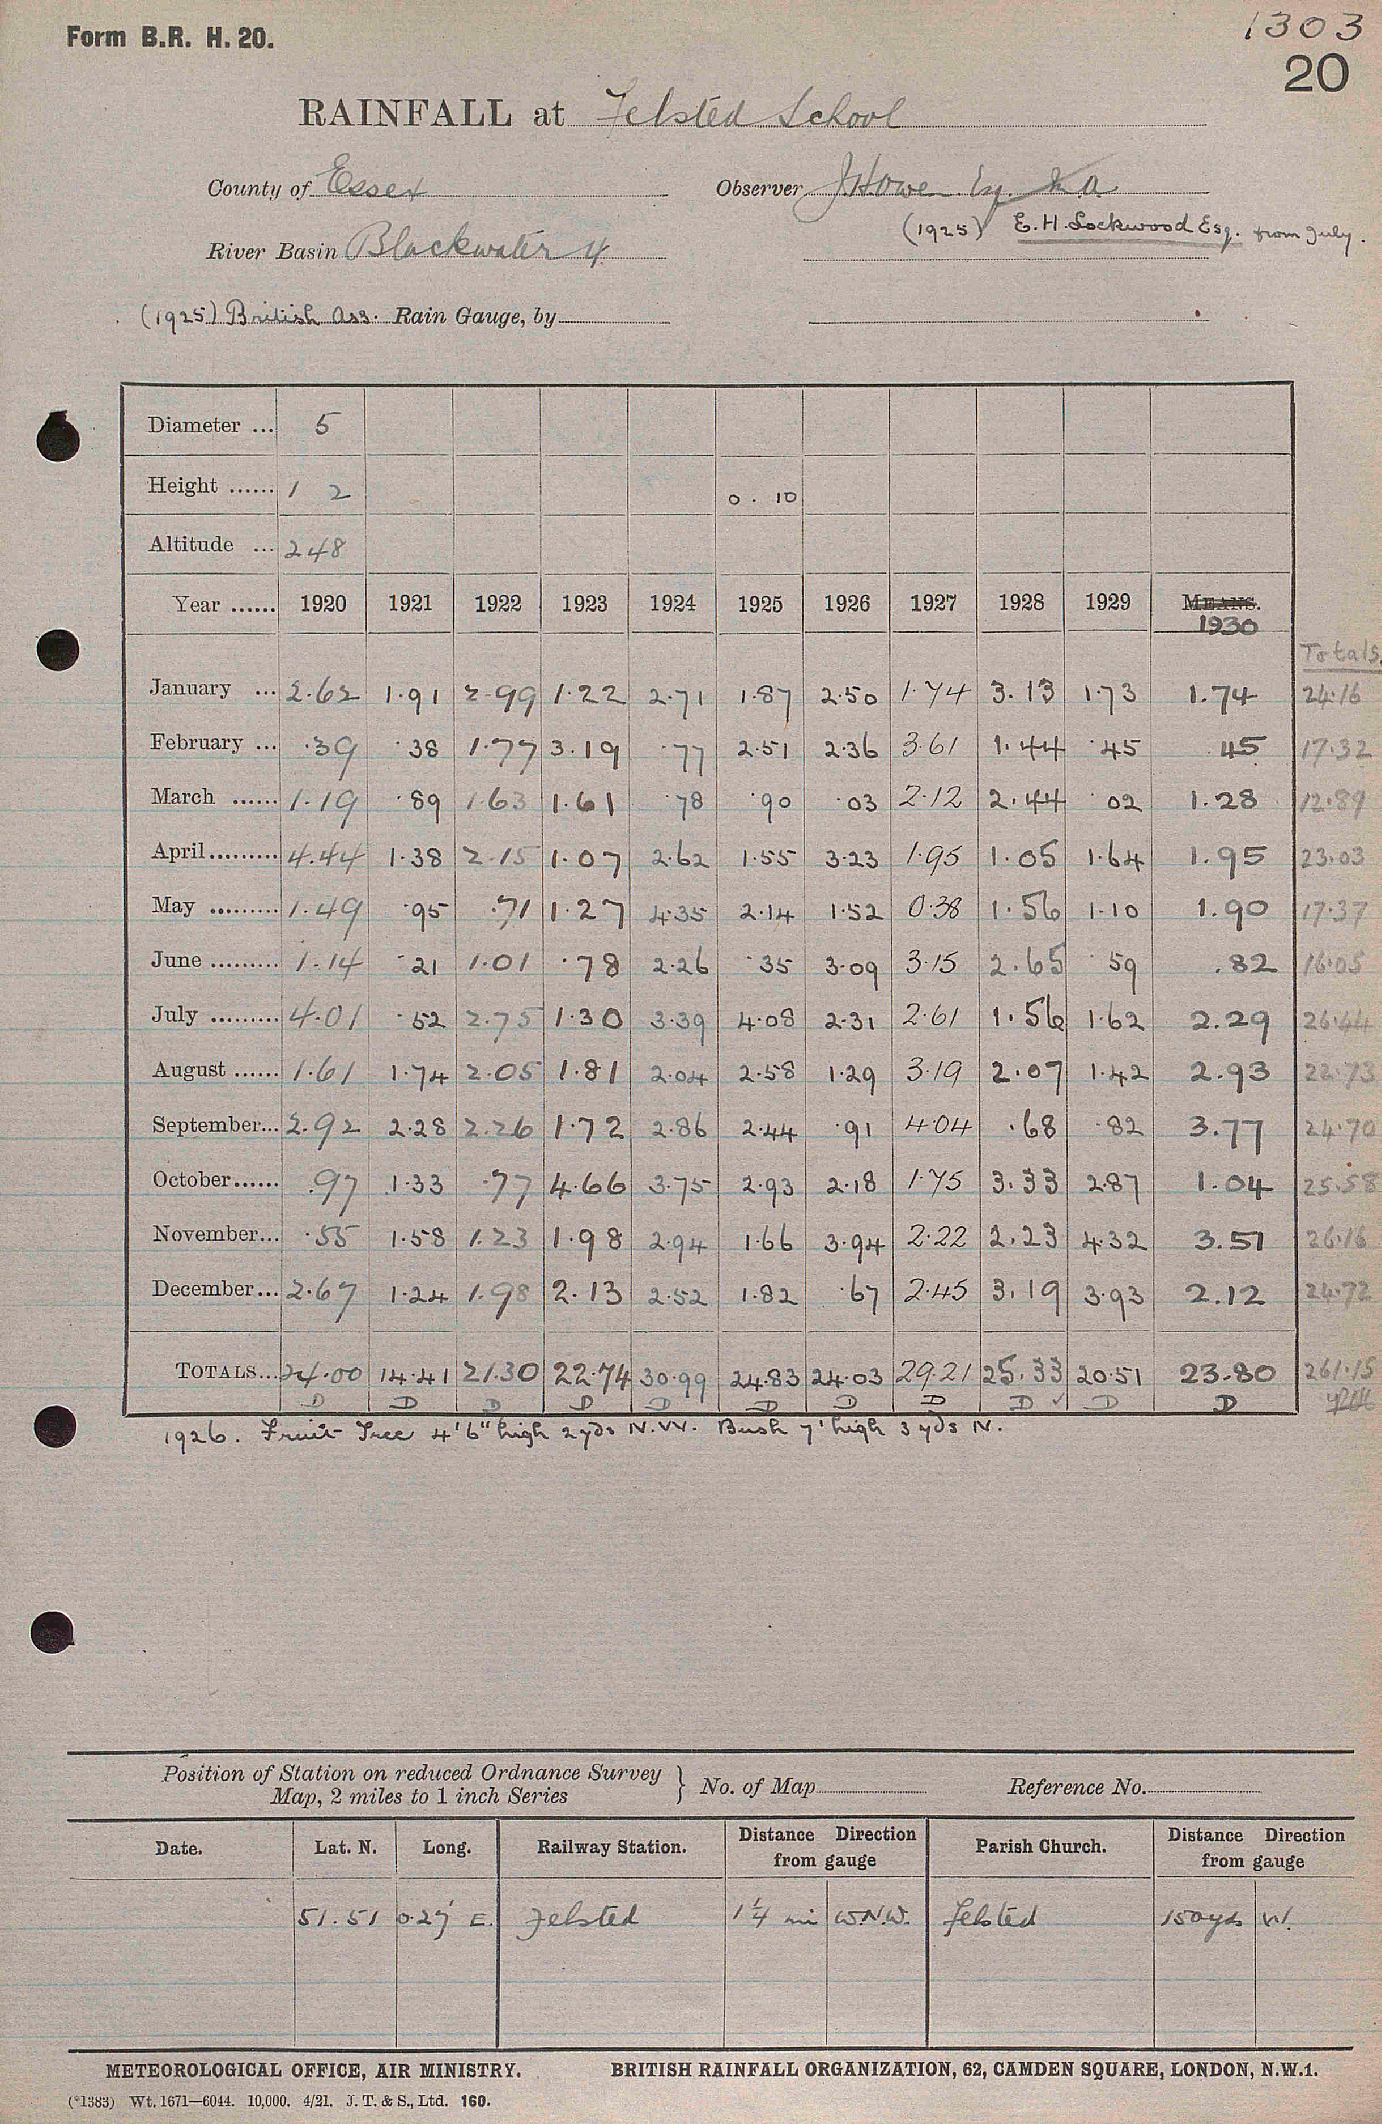 Form B.R. H. 20.
1303
20
RAINFALL at Felsted School
County of Essex Observer J Howe Esq. M.A
(1925) E.H. Lockwood Esq. from July.
River Basin Blackwater 4
(1925) British Ass. Rain Gauge, by
Diameter ... 5
Height ...... 1 2 0 . 10
Altitude ... 248
Year ...... 1920 1921 1922 1923 1924 1925 1926 1927 1928 1929 MEANS. 1930
Totals
January ... 2.62 1.91 2.99 1.22 2.71 1.87 2.50 1.74 3.13 1.73 1.74 24.16
February ... .39 .38 1.77 3.19 .77 2.51 2.36 3.61 1.44 .45 .45 17.32
March ...... 1.19 .89 1.63 1.61 .78 .90 .03 2.12 2.44 .02 1.28 12.89
April......... 4.44 1.38 2.15 1.07 2.62 1.55 3.23 1.95 1.05 1.64 1.95 23.03
May ......... 1.49 .95 .71 1.27 4.35 2.14 1.52 0.38 1.56 1.10 1.90 17.37
June ......... 1.14 .21 1.01 .78 2.26 .35 3.09 3.15 2.65 .59 .82 16.05
July ......... 4.01 .52 2.75 1.30 3.39 4.08 2.31 2.61 1.56 1.62 2.29 26.44
August ...... 1.61 1.74 2.05 1.81 2.04 2.58 1.29 3.19 2.07 1.42 2.93 22.73
September... 2.92 2.28 2.26 1.72 2.86 2.44 .91 4.04 .68 .82 3.77 24.70
October...... .97 1.33 .77 4.66 3.75 2.93 2.18 1.75 3.33 2.87 1.04 25.58
November... .55 1.58 1.23 1.98 2.94 1.66 3.94 2.22 2.23 4.32 3.51 26.16
December... 2.67 1.24 1.98 2.13 2.52 1.82 .67 2.45 3.19 3.93 2.12 24.72
TOTALS... 24.00 14.41 21.30 22.74 30.99 24.83 24.03 29.21 25.33 20.51 23.80 261.15
D D D D D D D D D ✓ D D
1926. Fruit Tree 4'6" high 2 yds N.W. Bush 7' high 3 yds N.
Position of Station on reduced Ordnance Survey Map, 2 miles to 1 inch Series } No. of Map Reference No.
Date. Lat. N. Long. Railway Station. Distance Direction from gauge Parish Church. Distance Direction from gauge
51.51 0.27' E. Felsted 1¼ mi W.N.W. Felsted 150 yds W.
METEOROLOGICAL OFFICE, AIR MINISTRY. BRITISH RAINFALL ORGANIZATION, 62, CAMDEN SQUARE, LONDON, N.W.1.
(*1383) Wt. 1671—6044. 10,000. 4/21. J. T. & S., Ltd. 160.